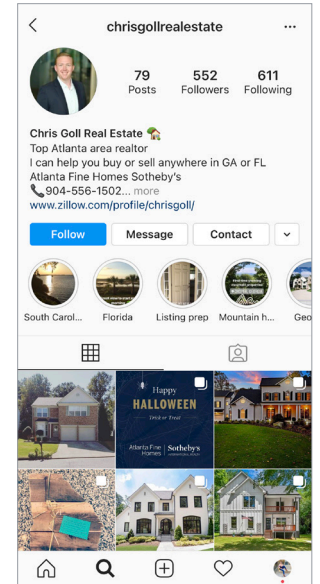 chrisgollrealestate
79 552 611
Posts Followers Following
Chris Goll Real Estate
Top Atlanta area realtor
I can help you buy or sell anywhere in GA or FL
Atlanta Fine Homes Sotheby's
904-556-1502... more
www.zillow.com/profile/chrisgoll/
Follow Message Contact
South Carol... Florida Listing prep Mountain h... Geo
Happy
HALLOWEEN
Trick or Treat
Atlanta Fine Homes | Sotheby's
INTERNATIONAL REALTY